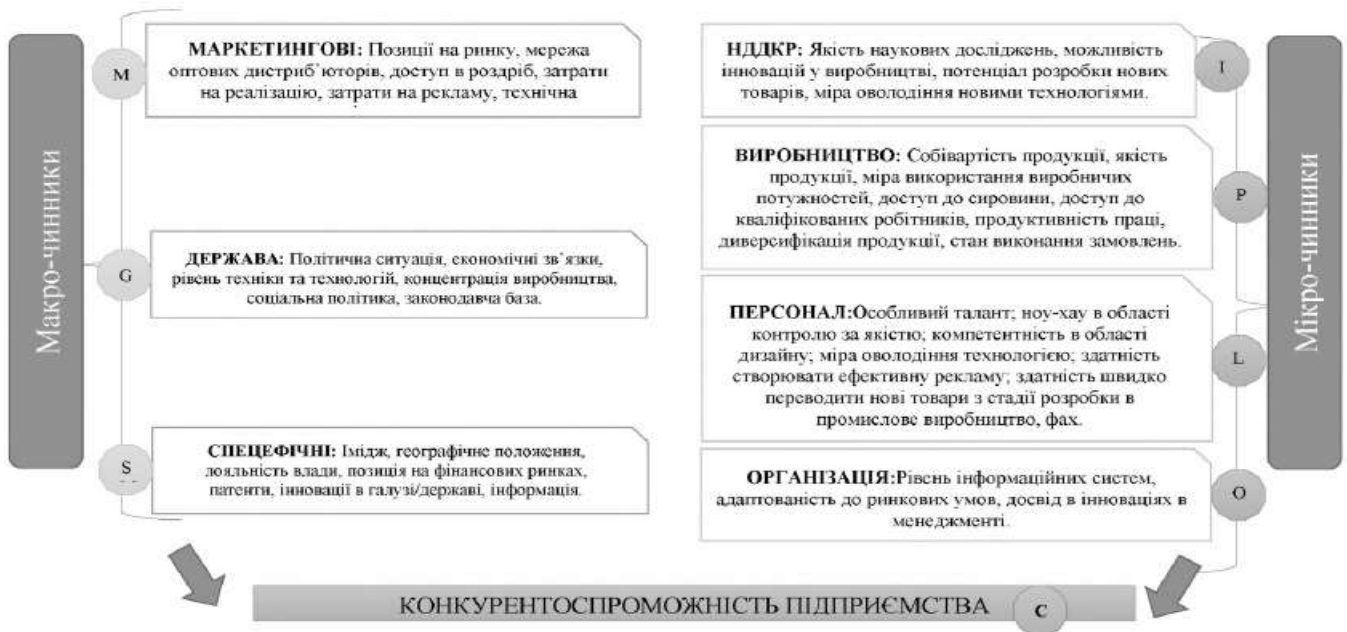 Макро-чинники
М
МАРКЕТИНГОВІ: Позиції на ринку, мережа
оптових дистриб`юторів, доступ в роздріб, затрати
на реалізацію, затрати на рекламу, технічна
G
ДЕРЖАВА: Політична ситуація, економічні зв`язки,
рівень техніки та технологій, концентрація виробництва,
соціальна політика, законодавча база.
S
СПЕЦЕФІЧНІ: Імідж, географічне положення,
лояльність влади, позиція на фінансових ринках,
патенти, інновації в галузі/державі, інформація.
НДДКР: Якість наукових досліджень, можливість
інновацій у виробництві, потенціал розробки нових
товарів, міра оволодіння новими технологіями.
I
ВИРОБНИЦТВО: Собівартість продукції, якість
продукції, міра використання виробничих
потужностей, доступ до сировини, доступ до
кваліфікованих робітників, продуктивність праці,
диверсифікація продукції, стан виконання замовлень.
P
ПЕРСОНАЛ:Особливий талант; ноу-хау в області
контролю за якістю; компетентність в області
дизайну; міра оволодіння технологією; здатність
створювати ефективну рекламу; здатність швидко
переводити нові товари з стадії розробки в
промислове виробництво, фах.
L
ОРГАНІЗАЦІЯ:Рівень інформаційних систем,
адаптованість до ринкових умов, досвід в інноваціях в
менеджменті.
O
Мікро-чинники
КОНКУРЕНТОСПРОМОЖНІСТЬ ПІДПРИЄМСТВА
С